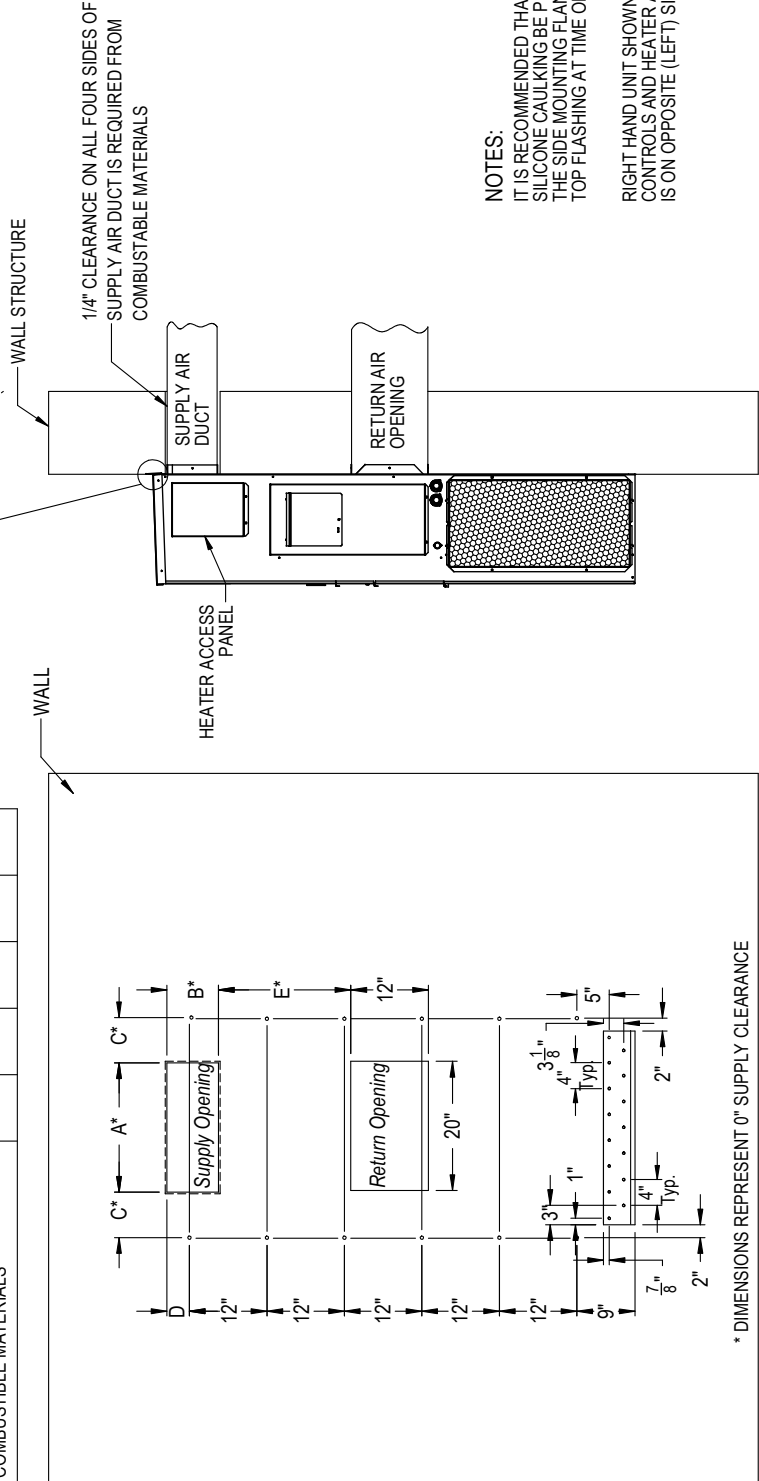 COMBUSTIBLE MATERIALS
WALL
WALL STRUCTURE
1/4" CLEARANCE ON ALL FOUR SIDES OF
SUPPLY AIR DUCT IS REQUIRED FROM
COMBUSTABLE MATERIALS
SUPPLY AIR
DUCT
RETURN AIR
OPENING
HEATER ACCESS
PANEL
C*
A*
C*
B*
E*
12"
D
12"
12"
12"
12"
12"
9"
Supply Opening
Return Opening
20"
5"
3 1/8"
4"
Typ.
2"
1"
3"
4"
Typ.
7/8"
2"
* DIMENSIONS REPRESENT 0" SUPPLY CLEARANCE
NOTES:
IT IS RECOMMENDED THA
SILICONE CAULKING BE P
THE SIDE MOUNTING FLAN
TOP FLASHING AT TIME O
RIGHT HAND UNIT SHOWN
CONTROLS AND HEATER A
IS ON OPPOSITE (LEFT) SI